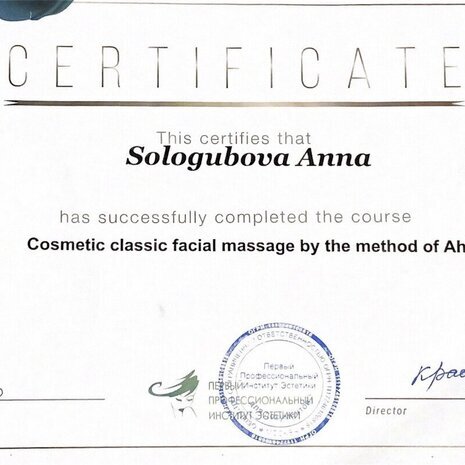 CERTIFICATE
This certifies that
Sologubova Anna
has successfully completed the course
Cosmetic classic facial massage by the method of Ah
Первый
Профессиональный
Институт Эстетики
ПЕРВЫЙ
ПРОФЕССИОНАЛЬНЫЙ
ИНСТИТУТ ЭСТЕТИКИ
Director